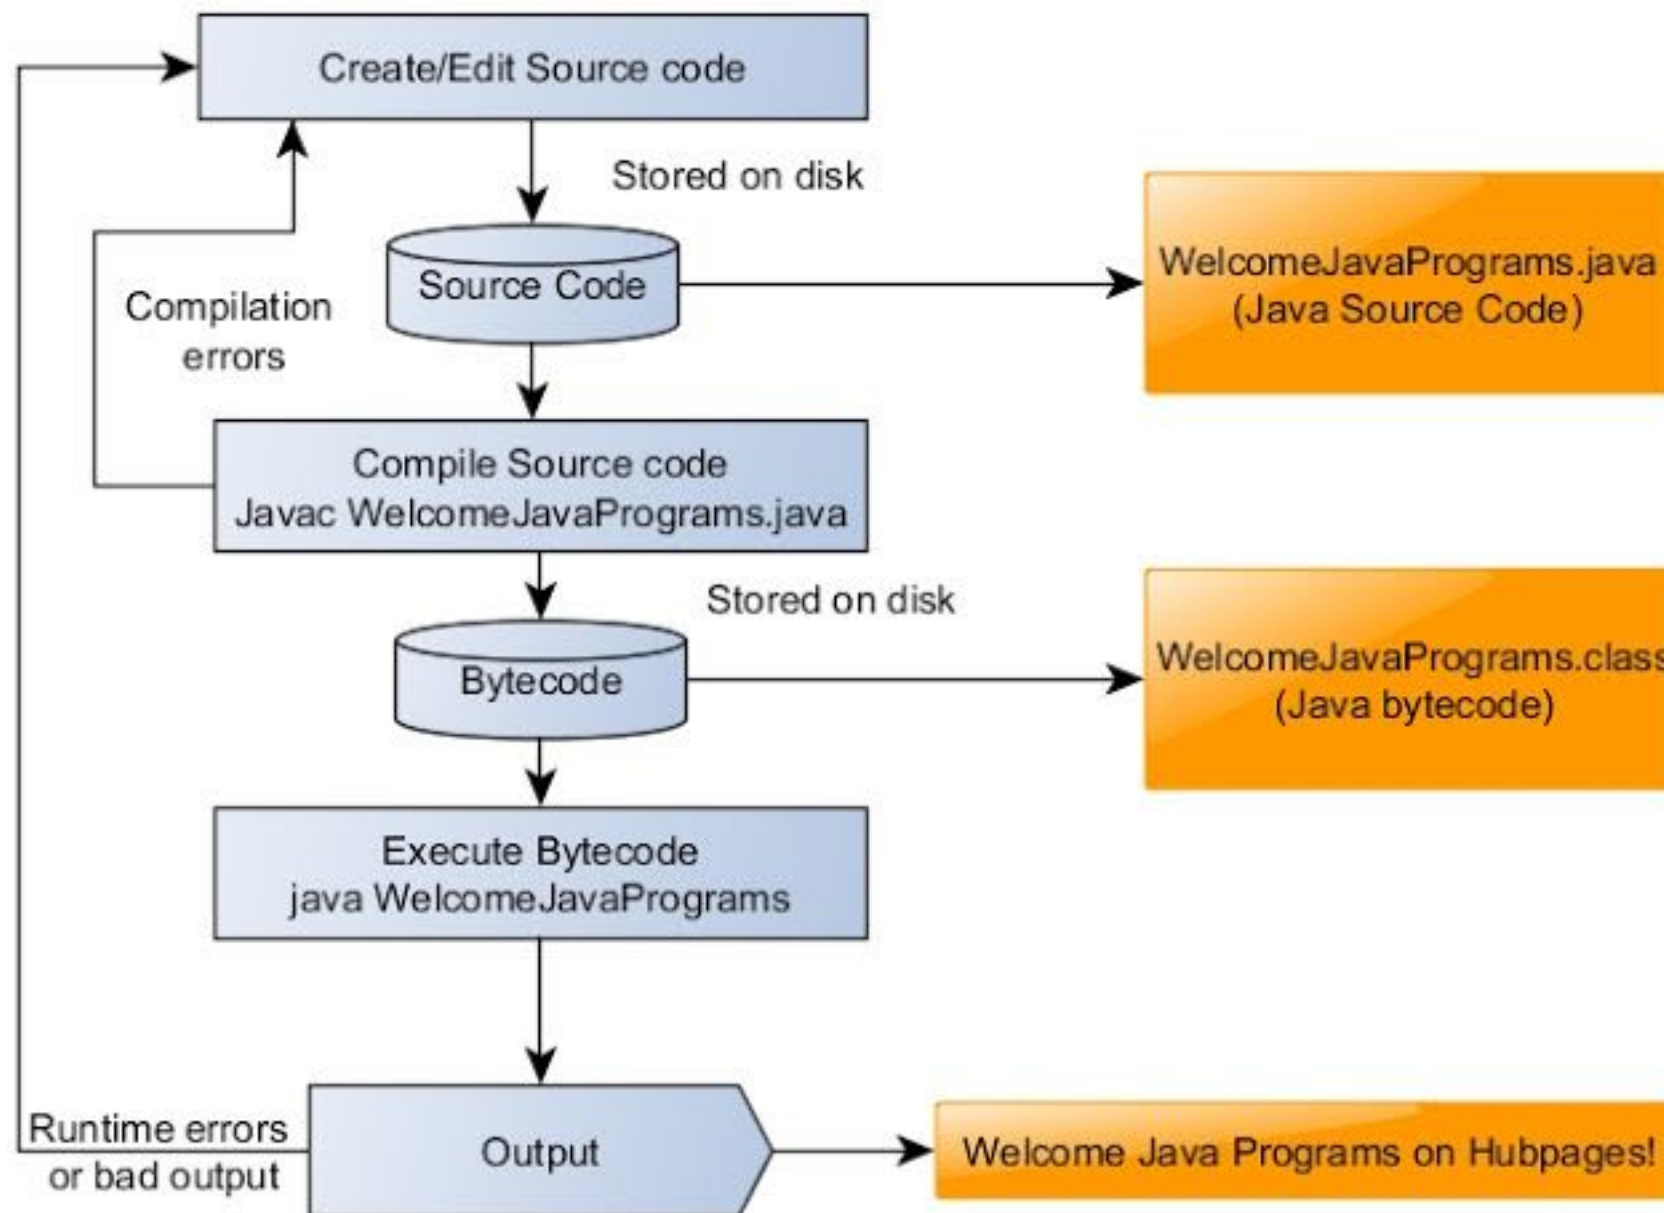 Create/Edit Source code
Stored on disk
Source Code
WelcomeJavaPrograms.java
(Java Source Code)
Compilation
errors
Compile Source code
Javac WelcomeJavaPrograms.java
Stored on disk
Bytecode
WelcomeJavaPrograms.class
(Java bytecode)
Execute Bytecode
java WelcomeJavaPrograms
Runtime errors
or bad output
Output
Welcome Java Programs on Hubpages!